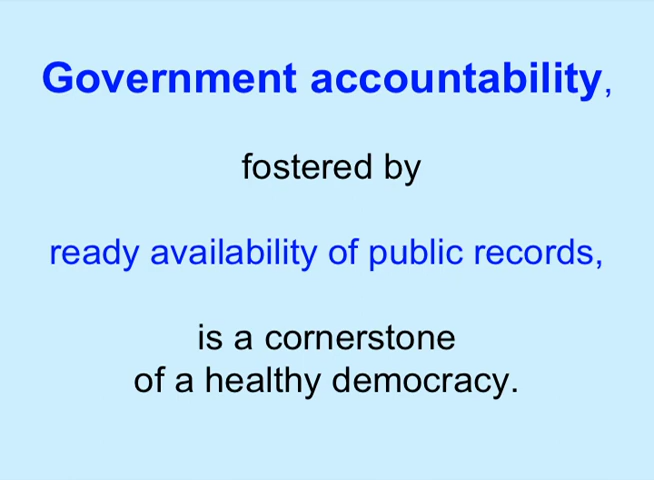 Government accountability,
fostered by
ready availability of public records,
is a cornerstone
of a healthy democracy.